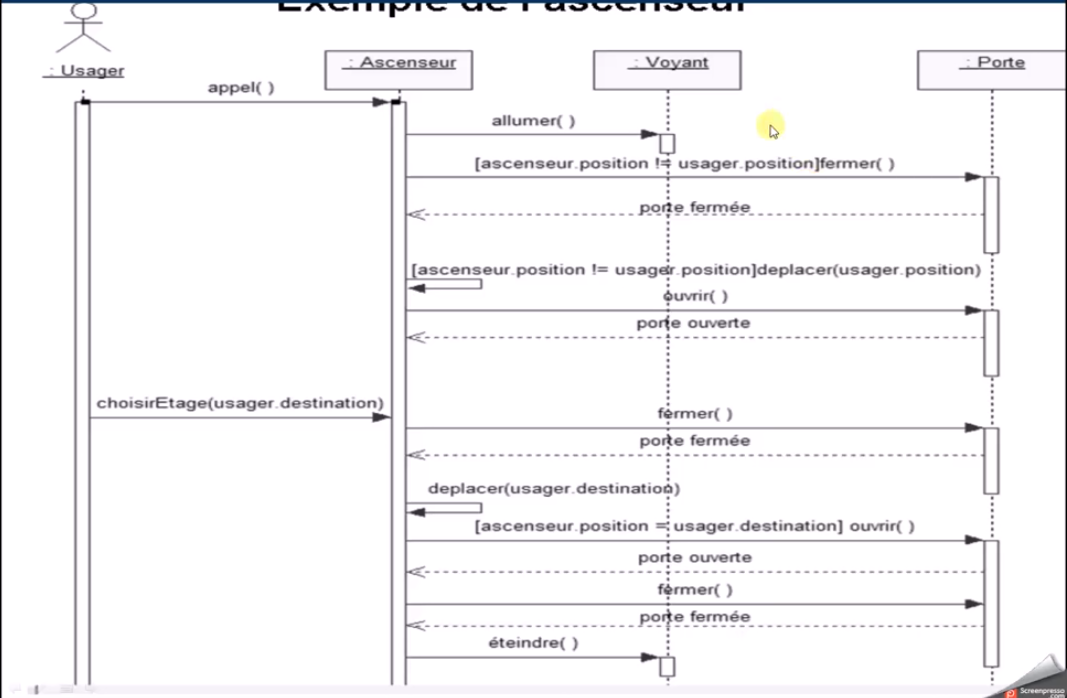 Exemple de l'ascenseur
: Usager
: Ascenseur
: Voyant
: Porte
appel( )
allumer( )
[ascenseur.position != usager.position]fermer( )
porte fermée
[ascenseur.position != usager.position]deplacer(usager.position)
ouvrir( )
porte ouverte
choisirEtage(usager.destination)
fermer( )
porte fermée
deplacer(usager.destination)
[ascenseur.position = usager.destination] ouvrir( )
porte ouverte
fermer( )
porte fermée
éteindre( )
Screenpresso
.com